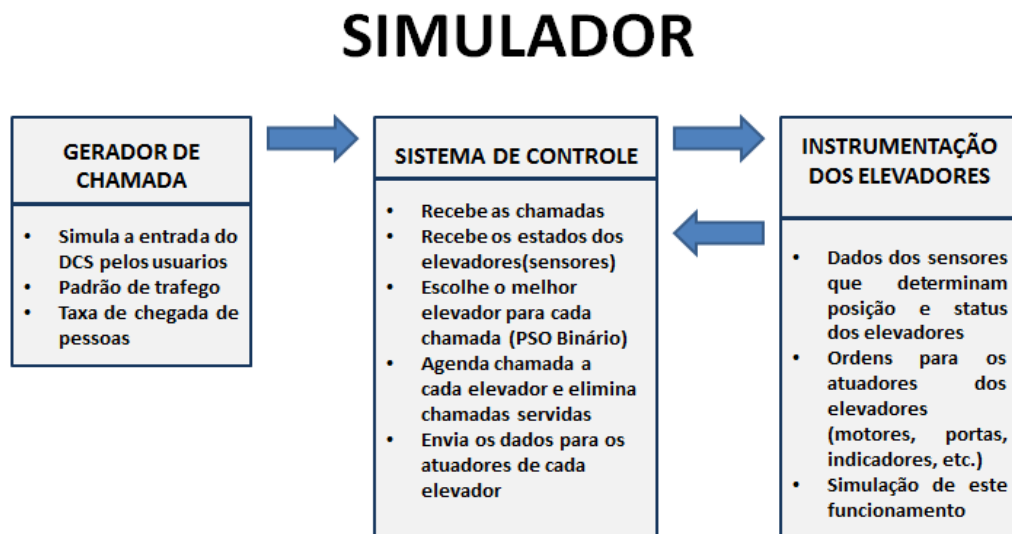 SIMULADOR
GERADOR DE
CHAMADA
• Simula a entrada do
DCS pelos usuarios
• Padrão de trafego
• Taxa de chegada de
pessoas
SISTEMA DE CONTROLE
• Recebe as chamadas
• Recebe os estados dos
elevadores(sensores)
• Escolhe o melhor
elevador para cada
chamada (PSO Binário)
• Agenda chamada a
cada elevador e elimina
chamadas servidas
• Envia os dados para os
atuadores de cada
elevador
INSTRUMENTAÇÃO
DOS ELEVADORES
• Dados dos sensores
que determinam
posição e status
dos elevadores
• Ordens para os
atuadores dos
elevadores
(motores, portas,
indicadores, etc.)
• Simulação de este
funcionamento